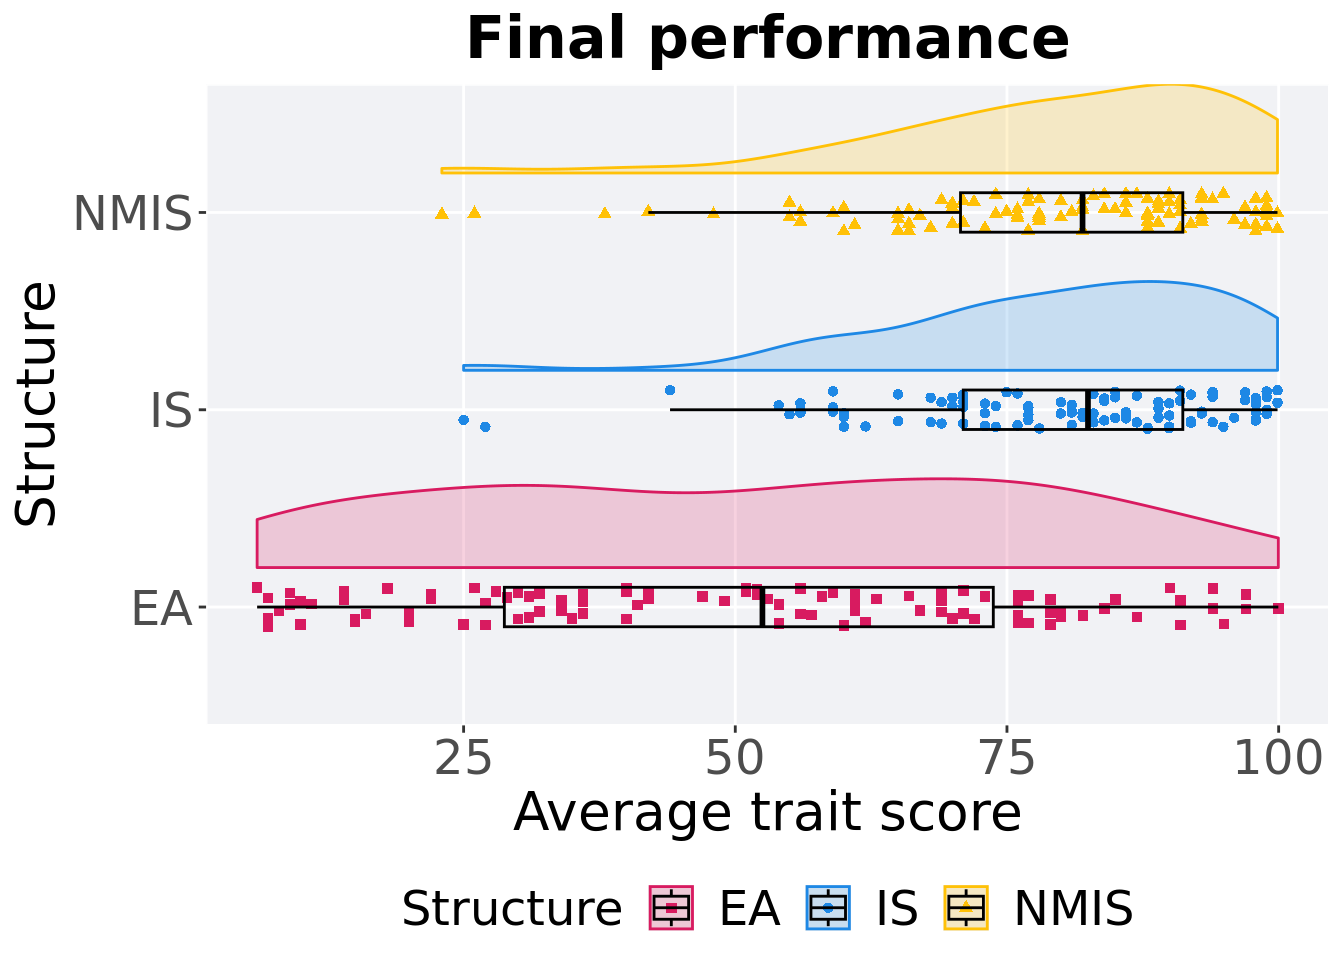 Final performance
NMIS
IS
EA
Structure
25 50 75 100
Average trait score
Structure EA IS NMIS